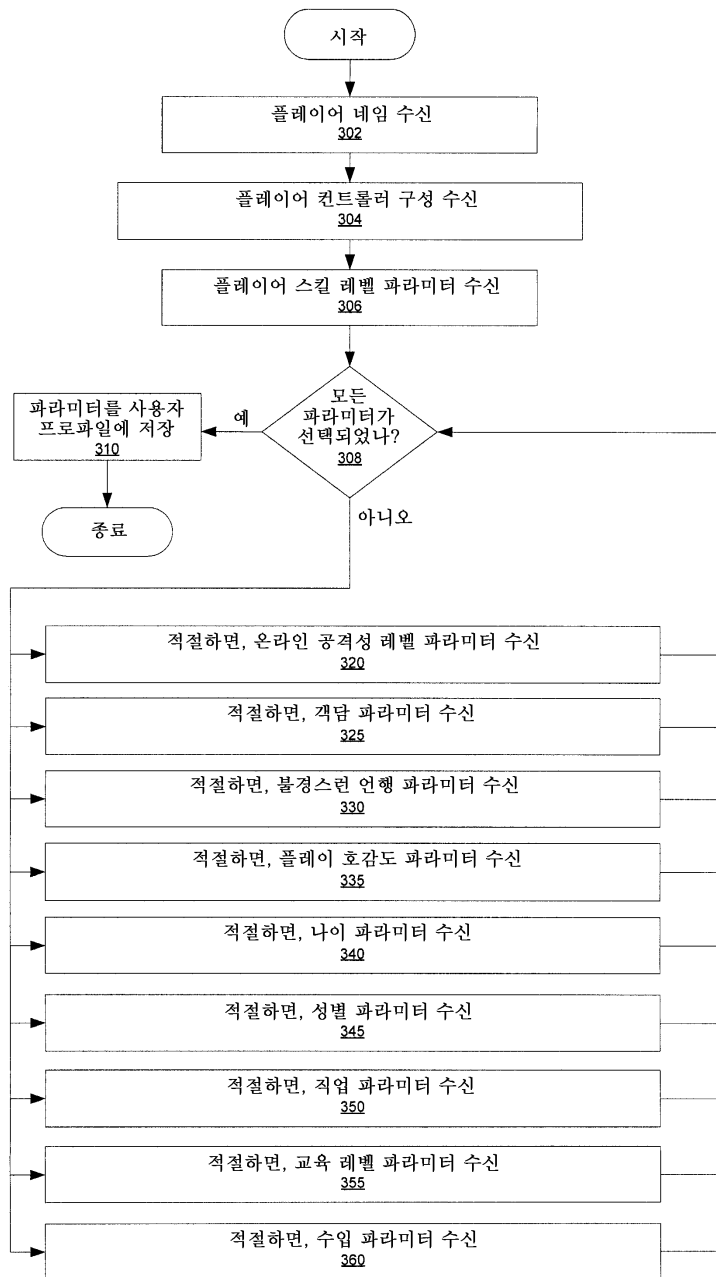 시작
플레이어 네임 수신
302
플레이어 컨트롤러 구성 수신
304
플레이어 스킬 레벨 파라미터 수신
306
모든
파라미터가
선택되었나?
308
예
파라미터를 사용자
프로파일에 저장
310
종료
아니오
적절하면, 온라인 공격성 레벨 파라미터 수신
320
적절하면, 객담 파라미터 수신
325
적절하면, 불경스런 언행 파라미터 수신
330
적절하면, 플레이 호감도 파라미터 수신
335
적절하면, 나이 파라미터 수신
340
적절하면, 성별 파라미터 수신
345
적절하면, 직업 파라미터 수신
350
적절하면, 교육 레벨 파라미터 수신
355
적절하면, 수입 파라미터 수신
360